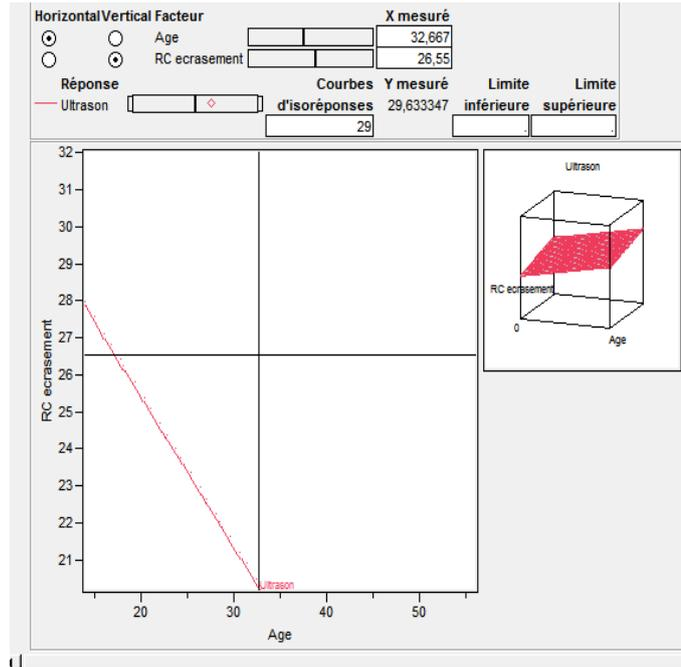 Horizontal Vertical Facteur X mesuré
Age 32,667
RC ecrasement 26,55
Réponse Courbes Y mesuré Limite Limite
Ultrason d'isoréponses 29,633347 inférieure supérieure
29 . .
32
31
30
29
28
27
26
25
24
23
22
21
RC ecrasement
Ultrason
20 30 40 50
Age
Ultrason
RC ecrasement
0
Age